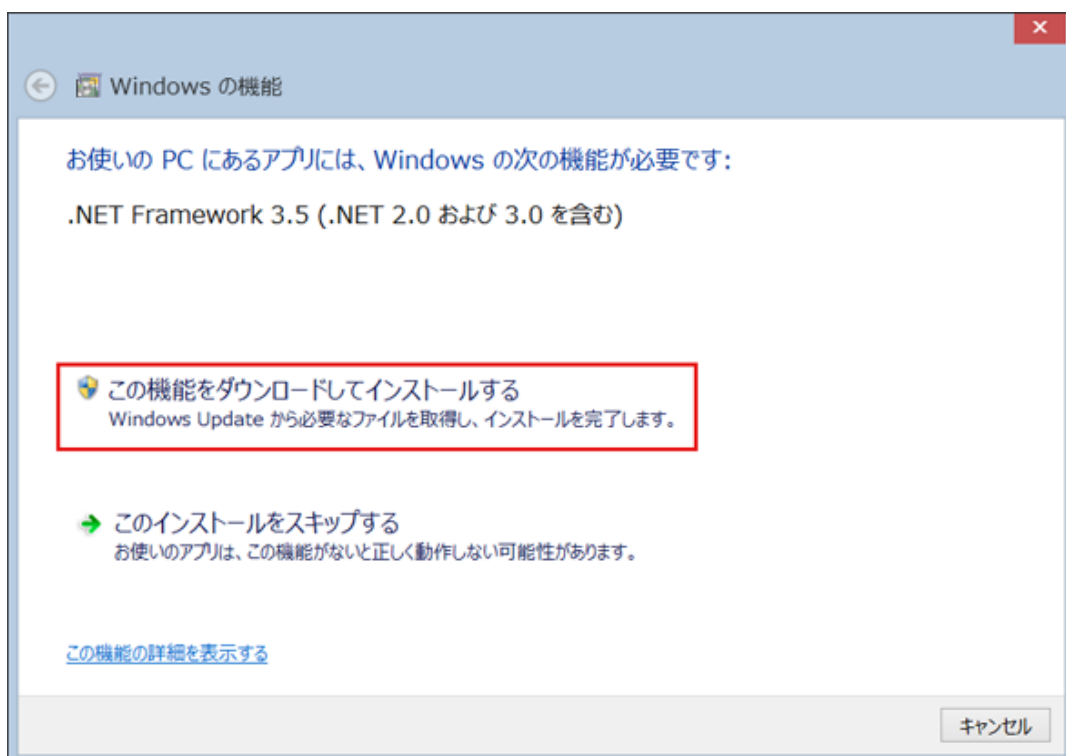 Windows の機能
お使いの PC にあるアプリには、Windows の次の機能が必要です:
.NET Framework 3.5 (.NET 2.0 および 3.0 を含む)
この機能をダウンロードしてインストールする
Windows Update から必要なファイルを取得し、インストールを完了します。
このインストールをスキップする
お使いのアプリは、この機能がないと正しく動作しない可能性があります。
この機能の詳細を表示する
キャンセル